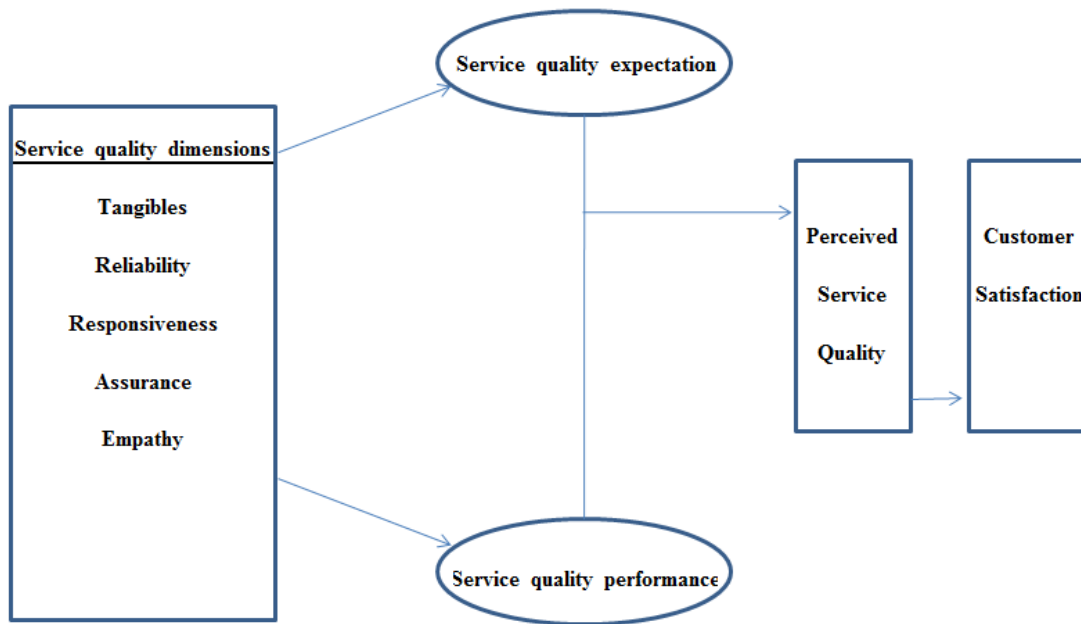 Service quality expectation
Service quality dimensions
Tangibles
Reliability
Responsiveness
Assurance
Empathy
Perceived
Service
Quality
Customer
Satisfaction
Service quality performance